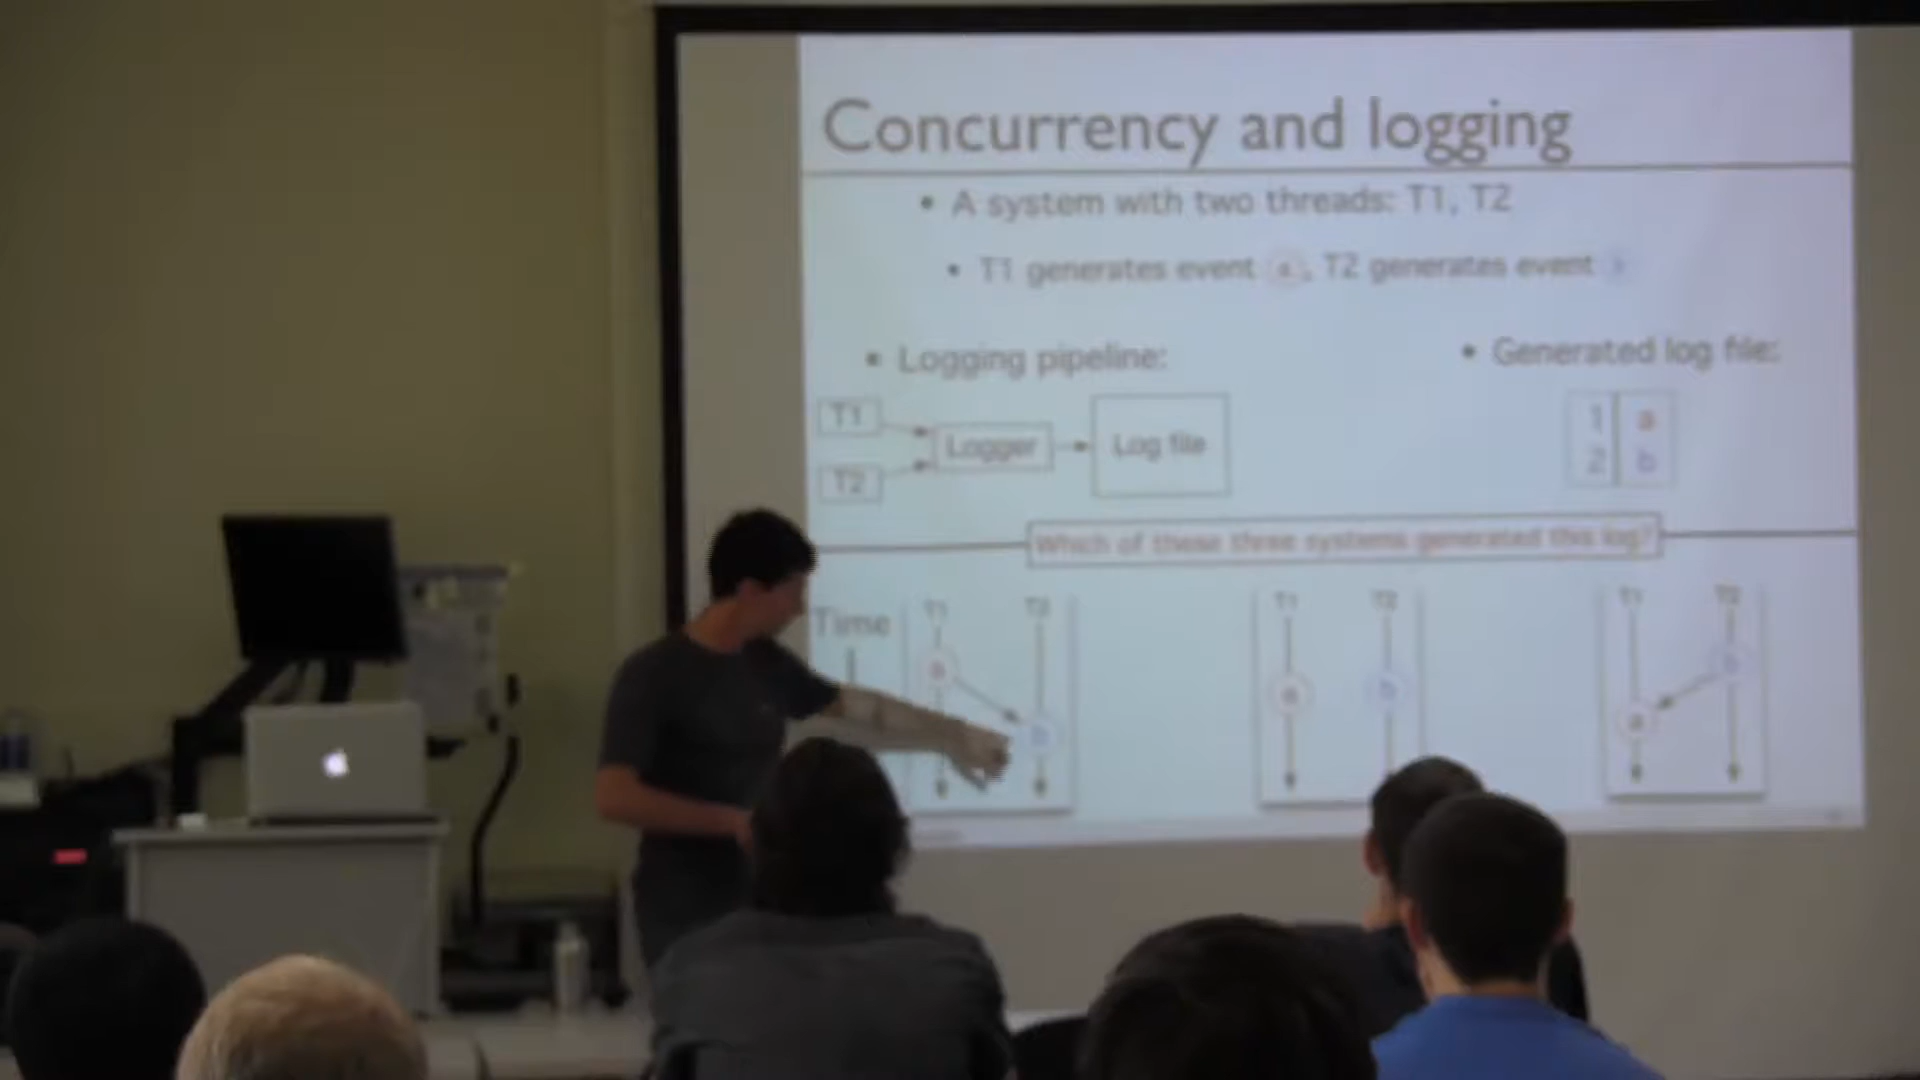 Concurrency and logging
• A system with two threads: T1, T2
• T1 generates event a, T2 generates event b
• Logging pipeline:
• Generated log file:
T1
T2
Logger
Log file
1 a
2 b
Which of these three systems generated this log?
Time
T1 T2
a
b
T1 T2
a b
T1 T2
b
a